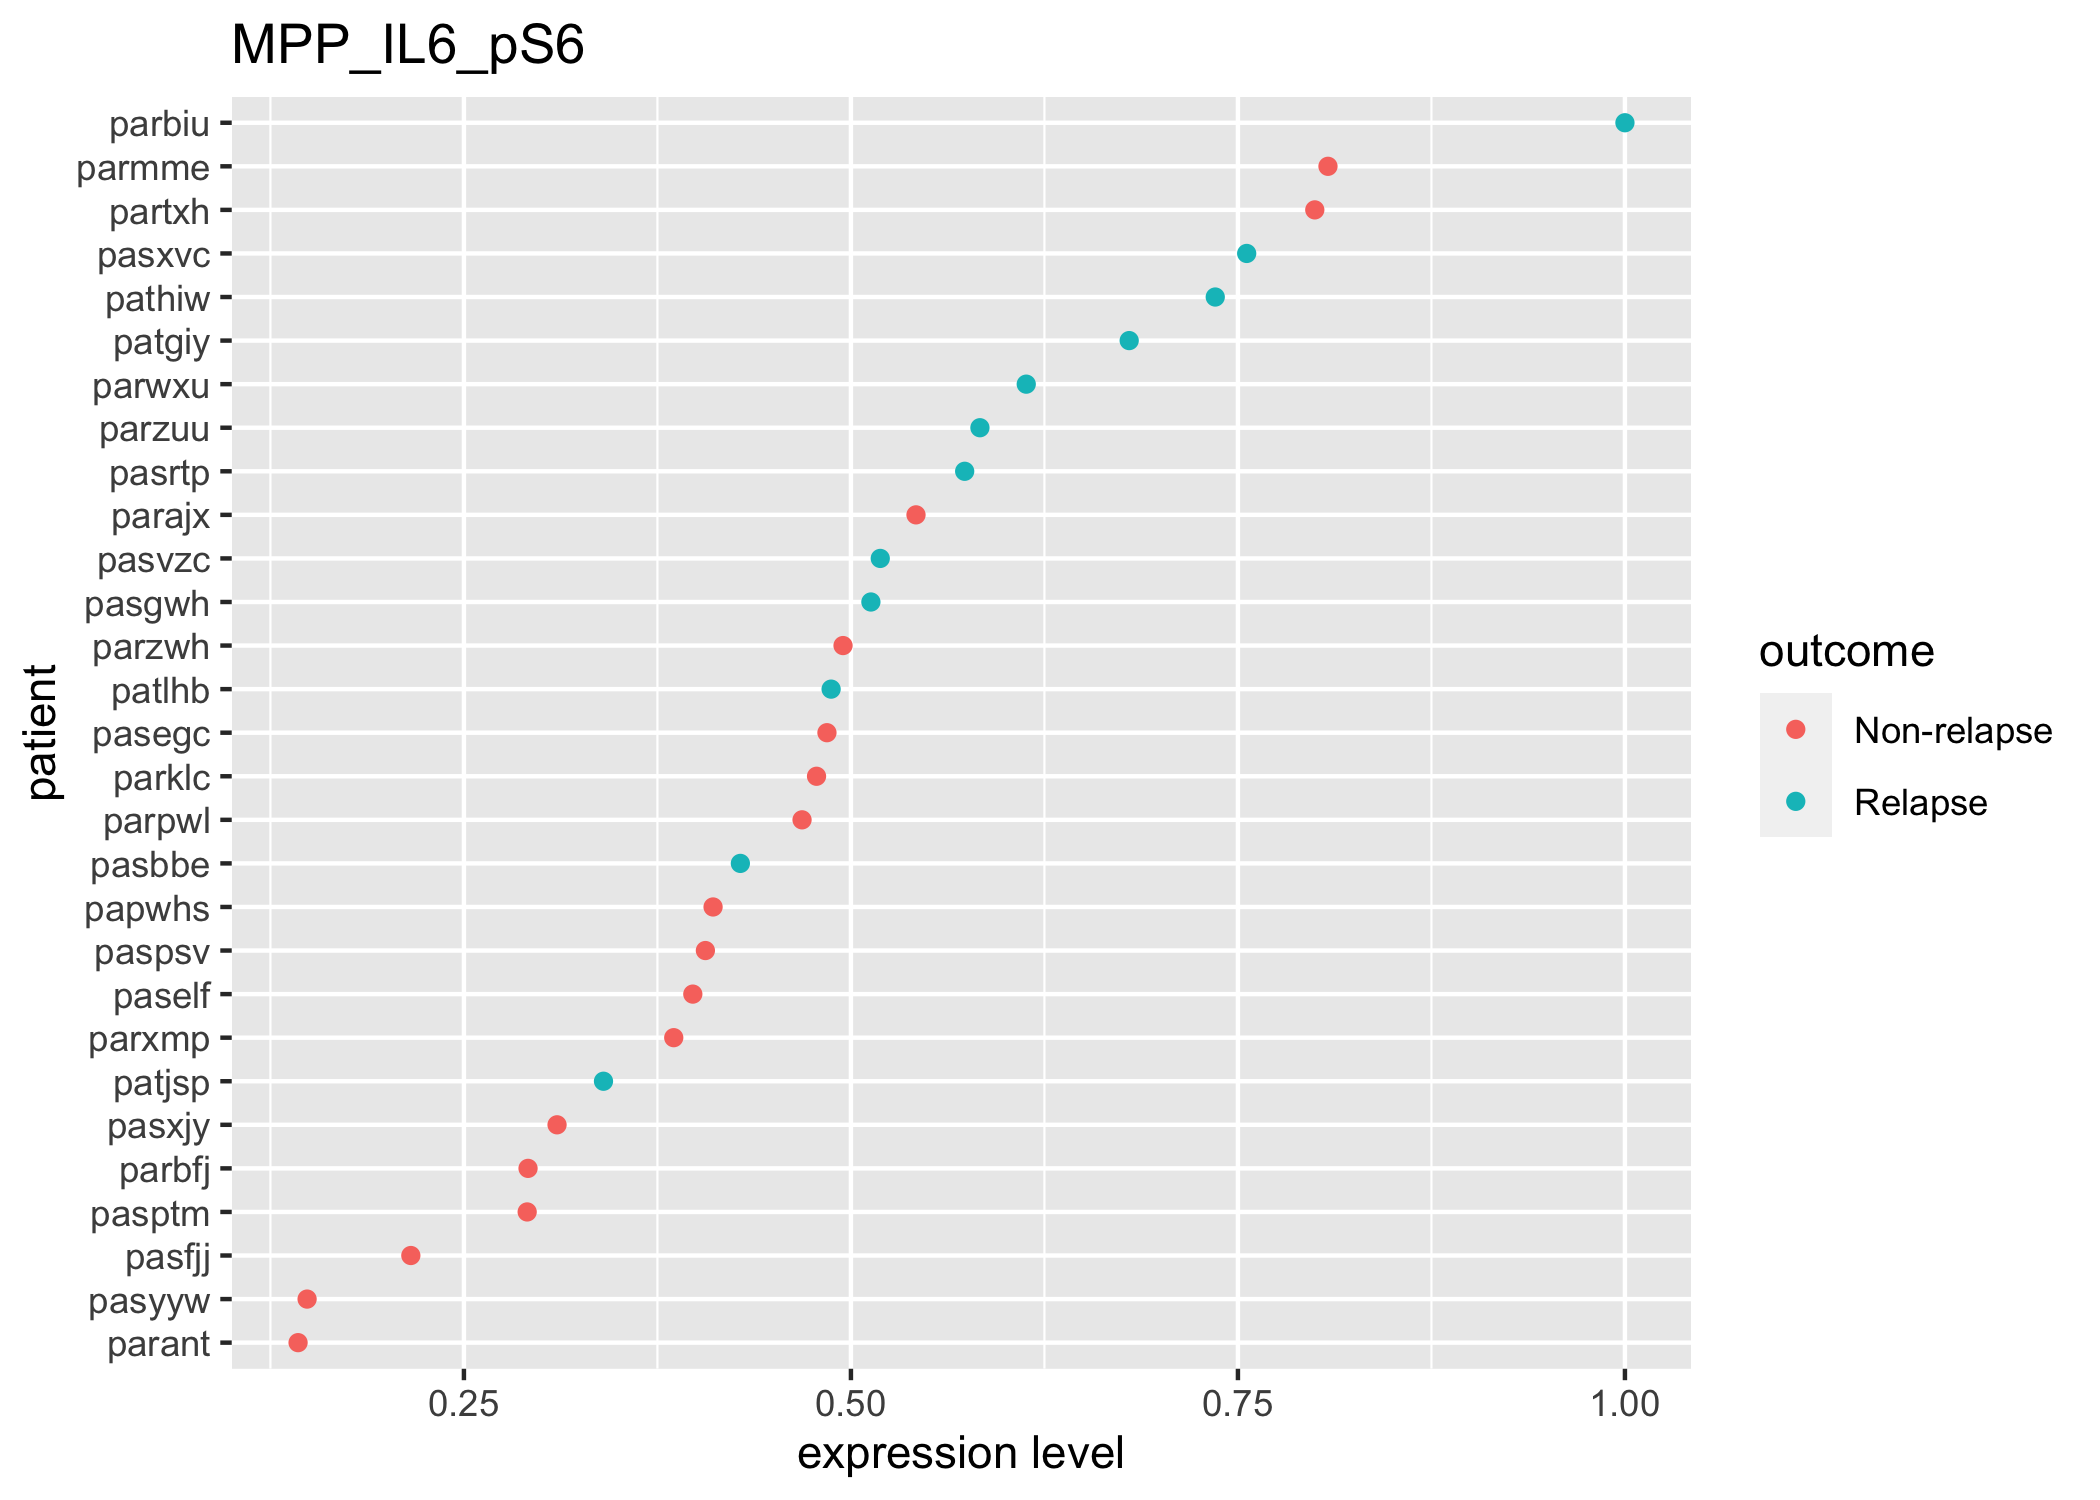 MPP_IL6_pS6
parbiu
parmme
partxh
pasxvc
pathiw
patgiy
parwxu
parzuu
pasrtp
parajx
pasvzc
pasgwh
parzwh
patlhb
pasegc
parklc
parpwl
pasbbe
papwhs
paspsv
paself
parxmp
patjsp
pasxjy
parbfj
pasptm
pasfjj
pasyyw
parant
patient
0.25 0.50 0.75 1.00
expression level
outcome
Non-relapse
Relapse